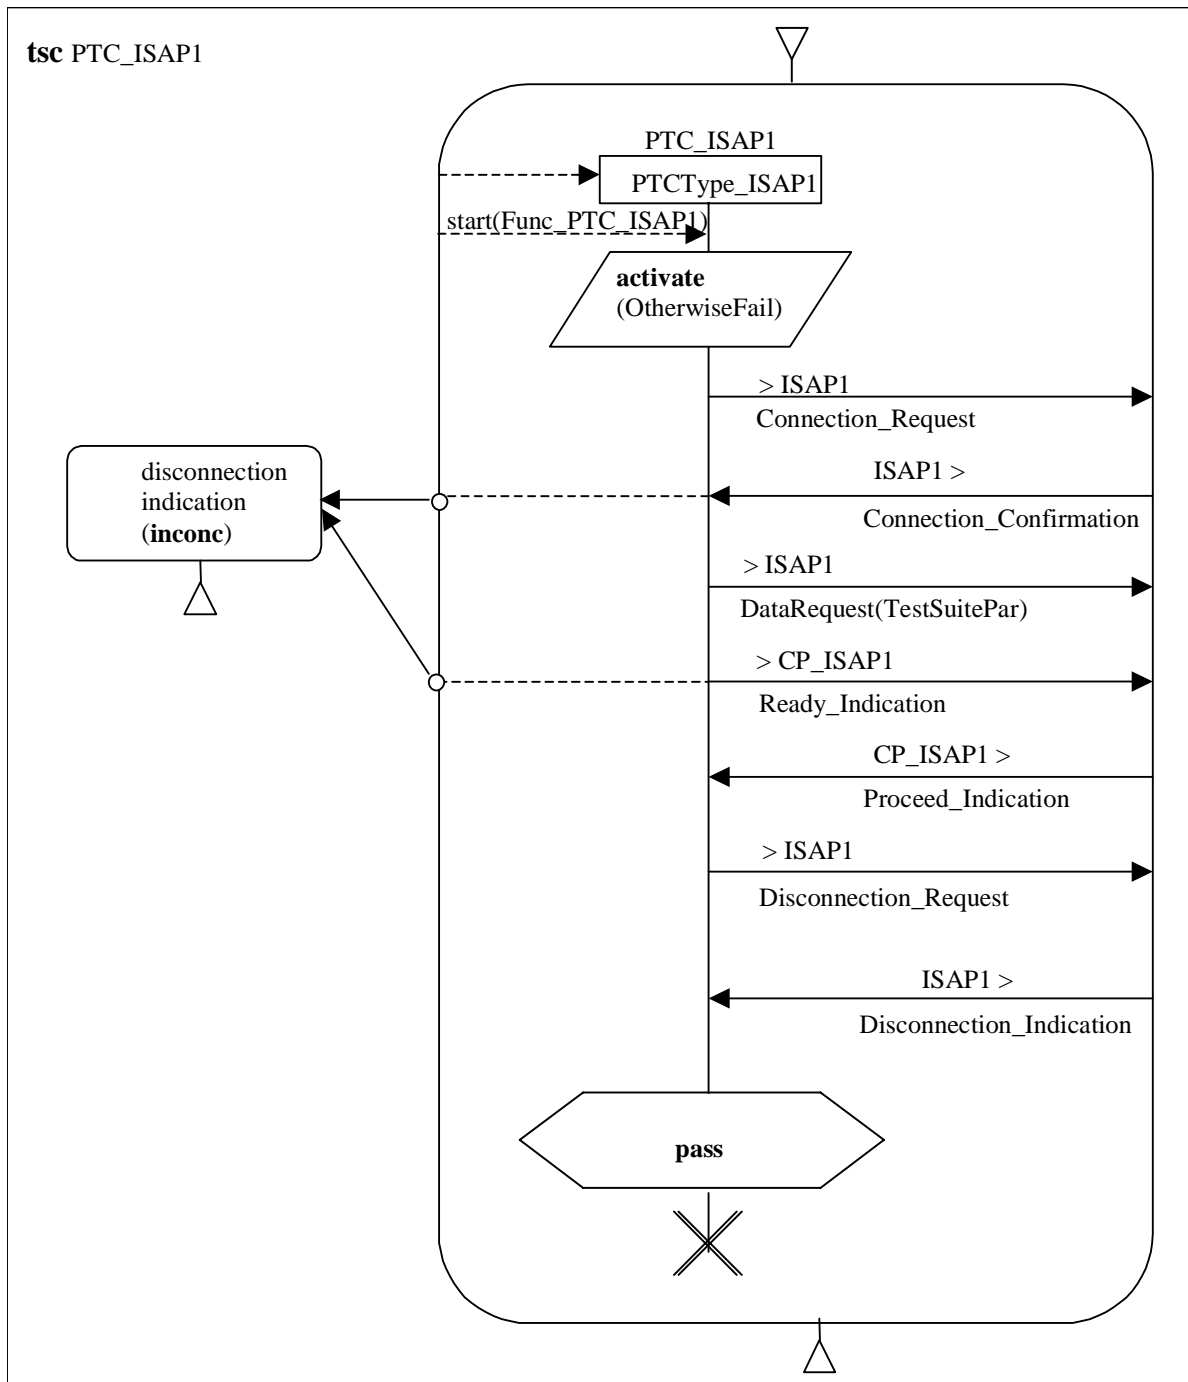 tsc PTC_ISAP1
PTC_ISAP1
PTCType_ISAP1
start(Func_PTC_ISAP1)
activate
(OtherwiseFail)
> ISAP1
Connection_Request
disconnection
indication
(inconc)
ISAP1 >
Connection_Confirmation
> ISAP1
DataRequest(TestSuitePar)
> CP_ISAP1
Ready_Indication
CP_ISAP1 >
Proceed_Indication
> ISAP1
Disconnection_Request
ISAP1 >
Disconnection_Indication
pass